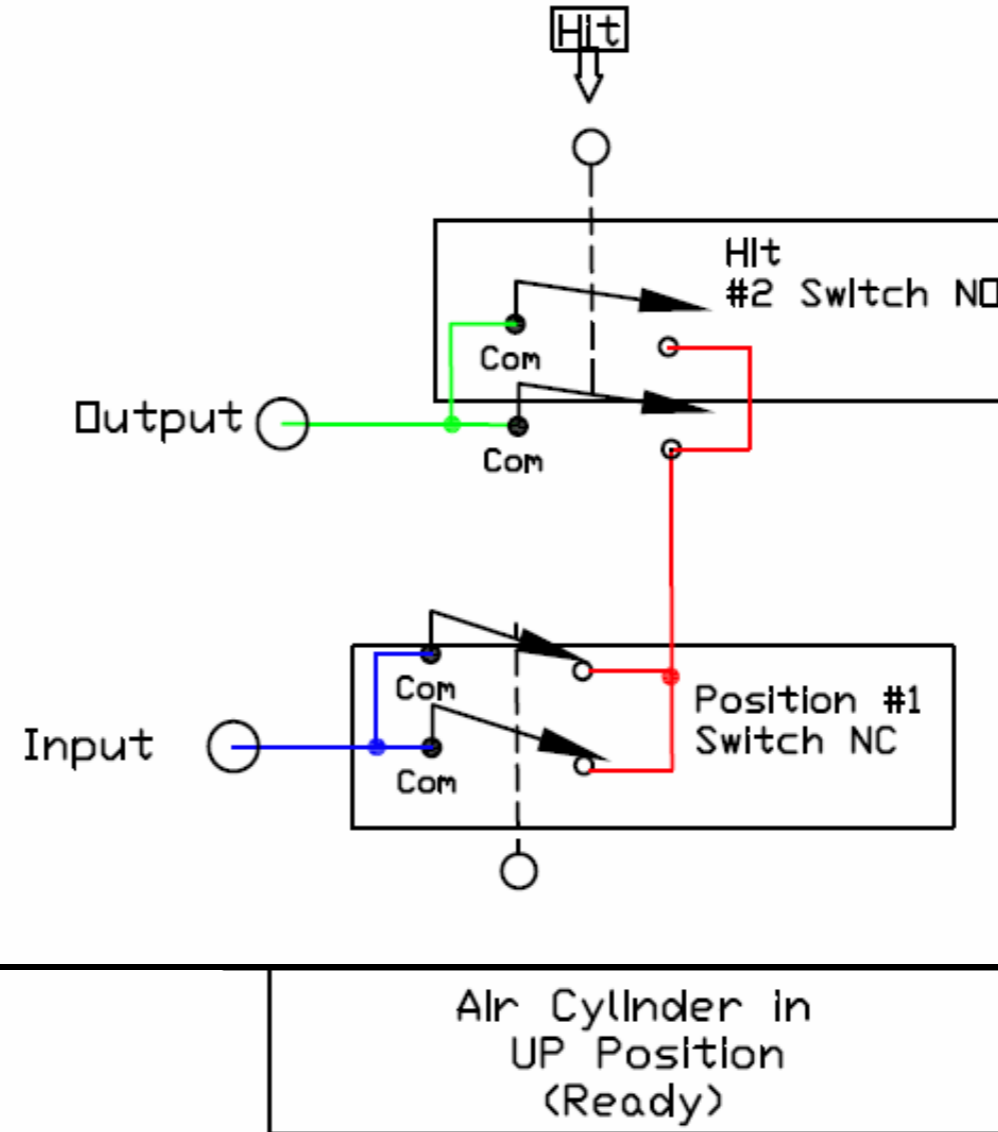 Hit
Hit
#2 Switch NO
Com
Output
Com
Com
Position #1
Switch NC
Input
Com
Air Cylinder in
UP Position
(Ready)